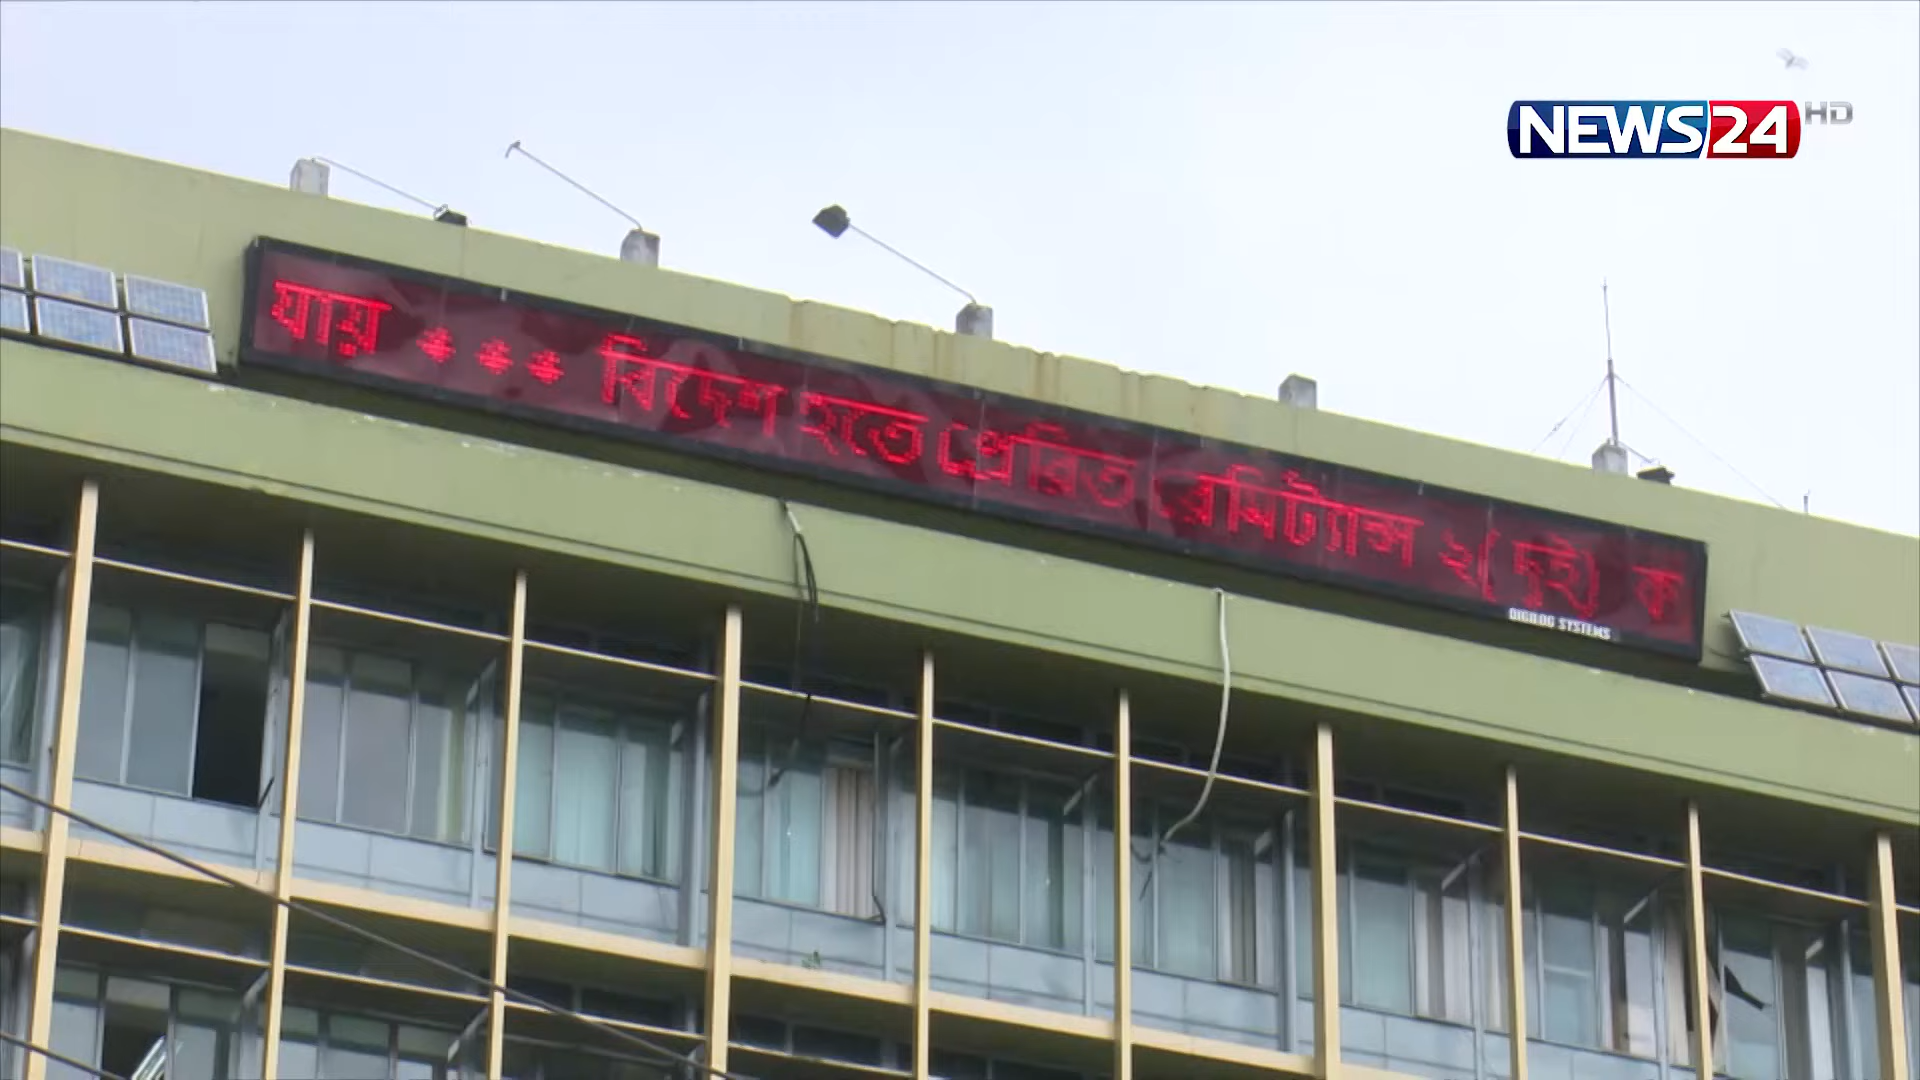 NEWS24 HD
যায় *** বিদেশ হতে প্রেরিত রেমিট্যান্স ২(দুই) ক
DIGILOG SYSTEMS